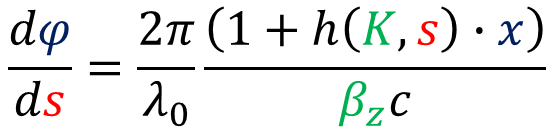 dφ/ds = 2π/λ₀ (1 + h(K, s) · x)/β_z c